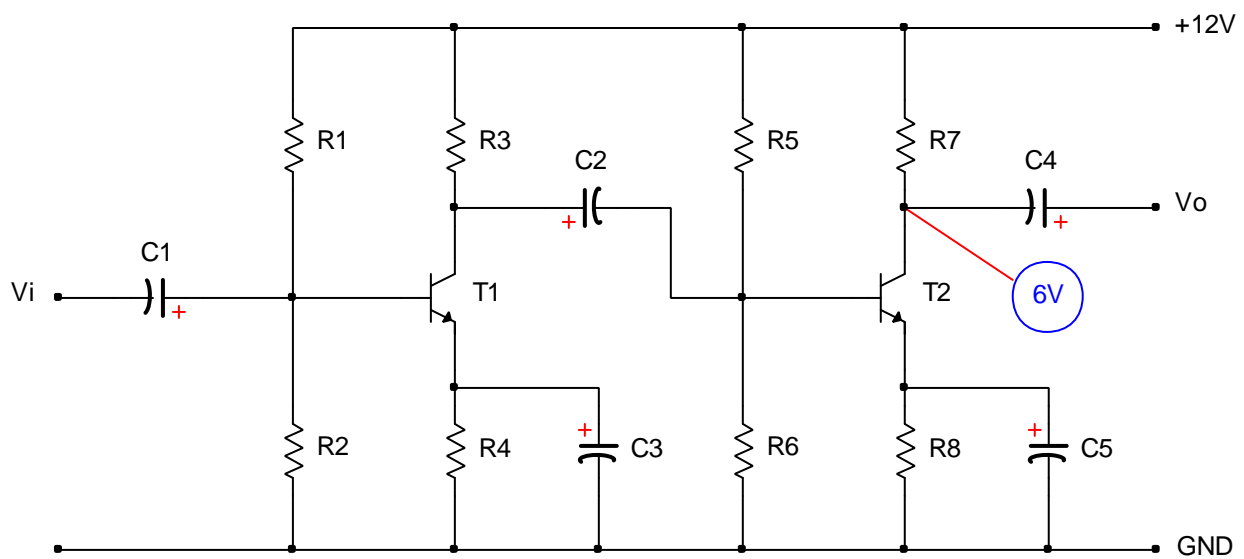 +12V
R1
R3
R5
R7
C2
C4
Vo
+
+
C1
Vi
T1
T2
6V
+
+
+
R2
R4
C3
R6
R8
C5
GND